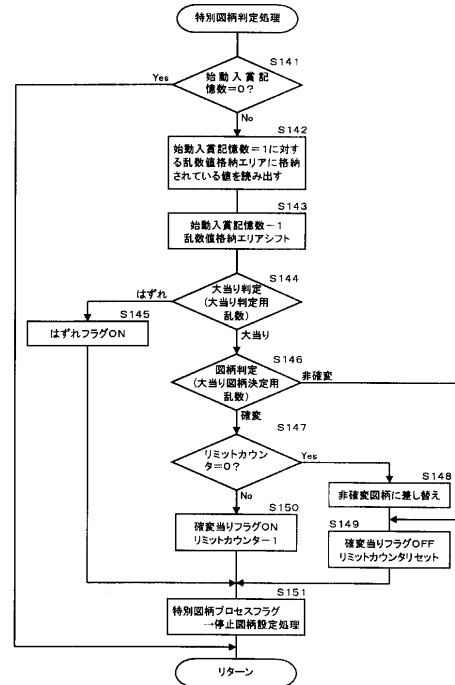 特別図柄判定処理
S141
始動入賞記
憶数＝0？
Yes
No
S142
始動入賞記憶数＝1に対す
る乱数値格納エリアに格納
されている値を読み出す
S143
始動入賞記憶数－1
乱数値格納エリアシフト
S144
大当り判定
(大当り判定用
乱数)
はずれ
大当り
S145
はずれフラグON
S146
図柄判定
(大当り図柄決定用
乱数)
非確変
確変
S147
リミットカウン
タ＝0？
Yes
No
S148
非確変図柄に差し替え
S149
確変当りフラグOFF
リミットカウンタリセット
S150
確変当りフラグON
リミットカウンター1
S151
特別図柄プロセスフラグ
→停止図柄設定処理
リターン